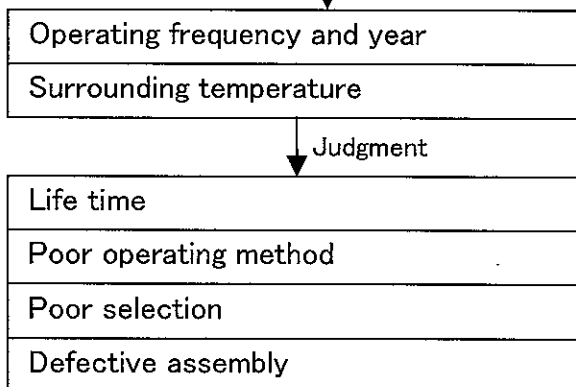 Operating frequency and year
Surrounding temperature
Judgment
Life time
Poor operating method
Poor selection
Defective assembly